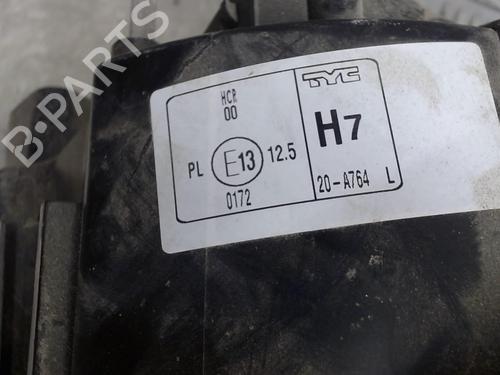 HCR
00
PL E13 12.5
0172
TYC
H7
20-A764 L
B-PARTS